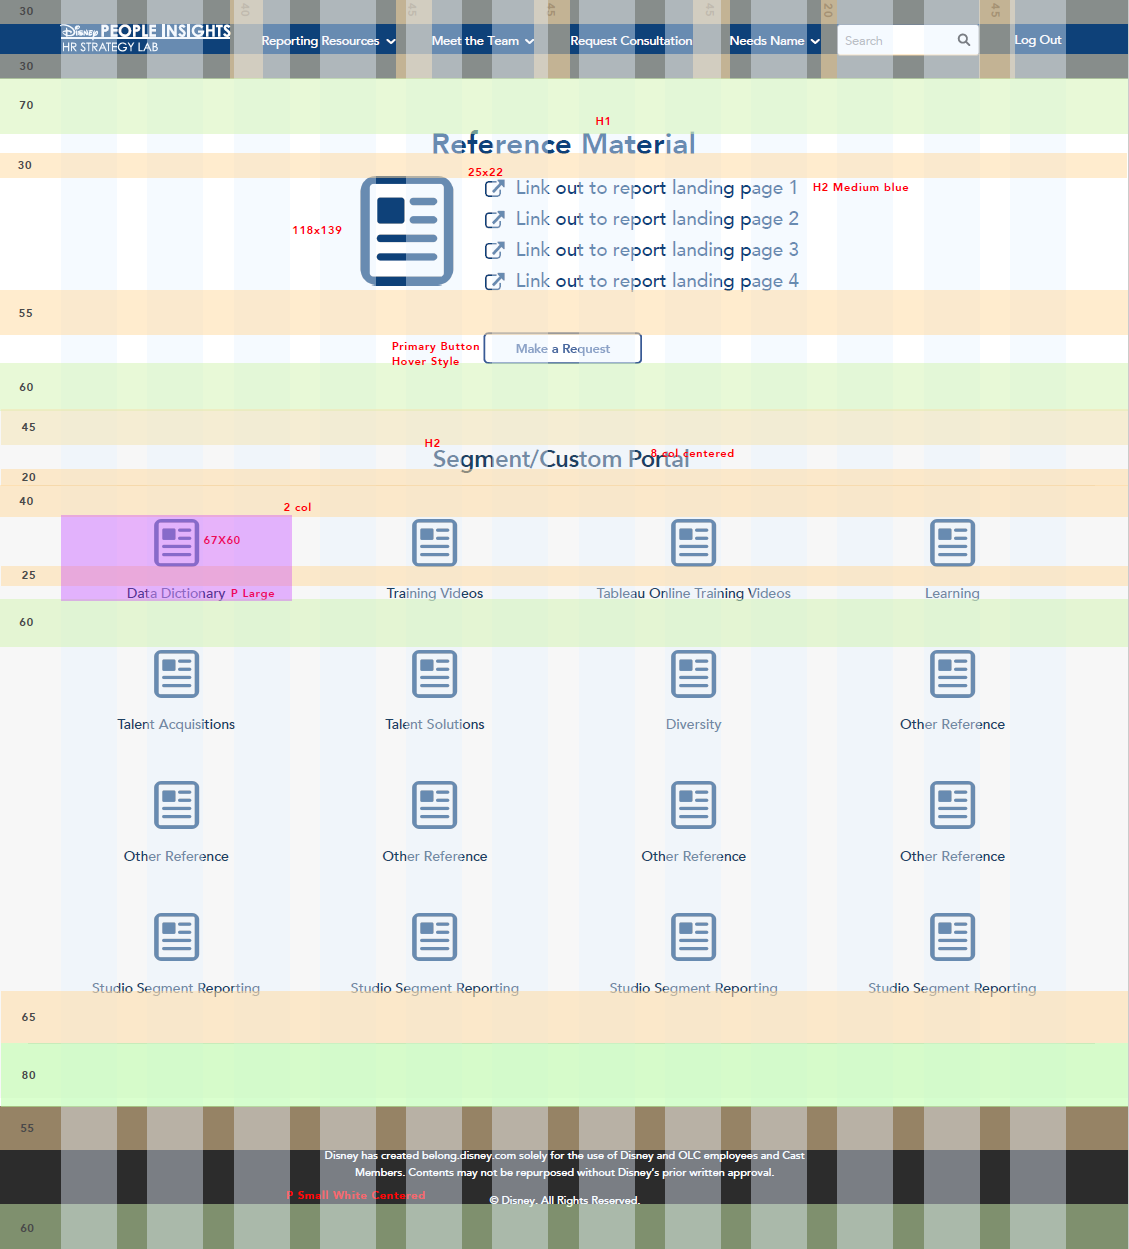 30
40
45
45
45
20
45
Disney PEOPLE INSIGHTS
HR STRATEGY LAB
Reporting Resources
Meet the Team
Request Consultation
Needs Name
Search
Log Out
30
70
H1
Reference Material
30
25x22
Link out to report landing page 1
H2 Medium blue
Link out to report landing page 2
118x139
Link out to report landing page 3
Link out to report landing page 4
55
Primary Button
Hover Style
Make a Request
60
45
H2
Segment/Custom Portal
8 col centered
20
40
2 col
67X60
25
Data Dictionary P Large
Training Videos
Tableau Online Training Videos
Learning
60
Talent Acquisitions
Talent Solutions
Diversity
Other Reference
Other Reference
Other Reference
Other Reference
Other Reference
Studio Segment Reporting
Studio Segment Reporting
Studio Segment Reporting
Studio Segment Reporting
65
80
55
Disney has created belong.disney.com solely for the use of Disney and OLC employees and Cast
Members. Contents may not be repurposed without Disney's prior written approval.
P Small White Centered
© Disney. All Rights Reserved.
60